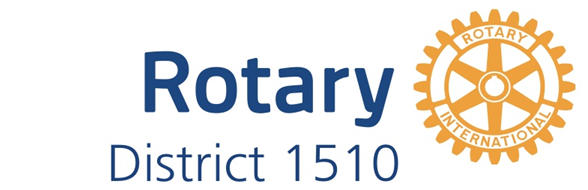 Rotary
District 1510
ROTARY
INTERNATIONAL